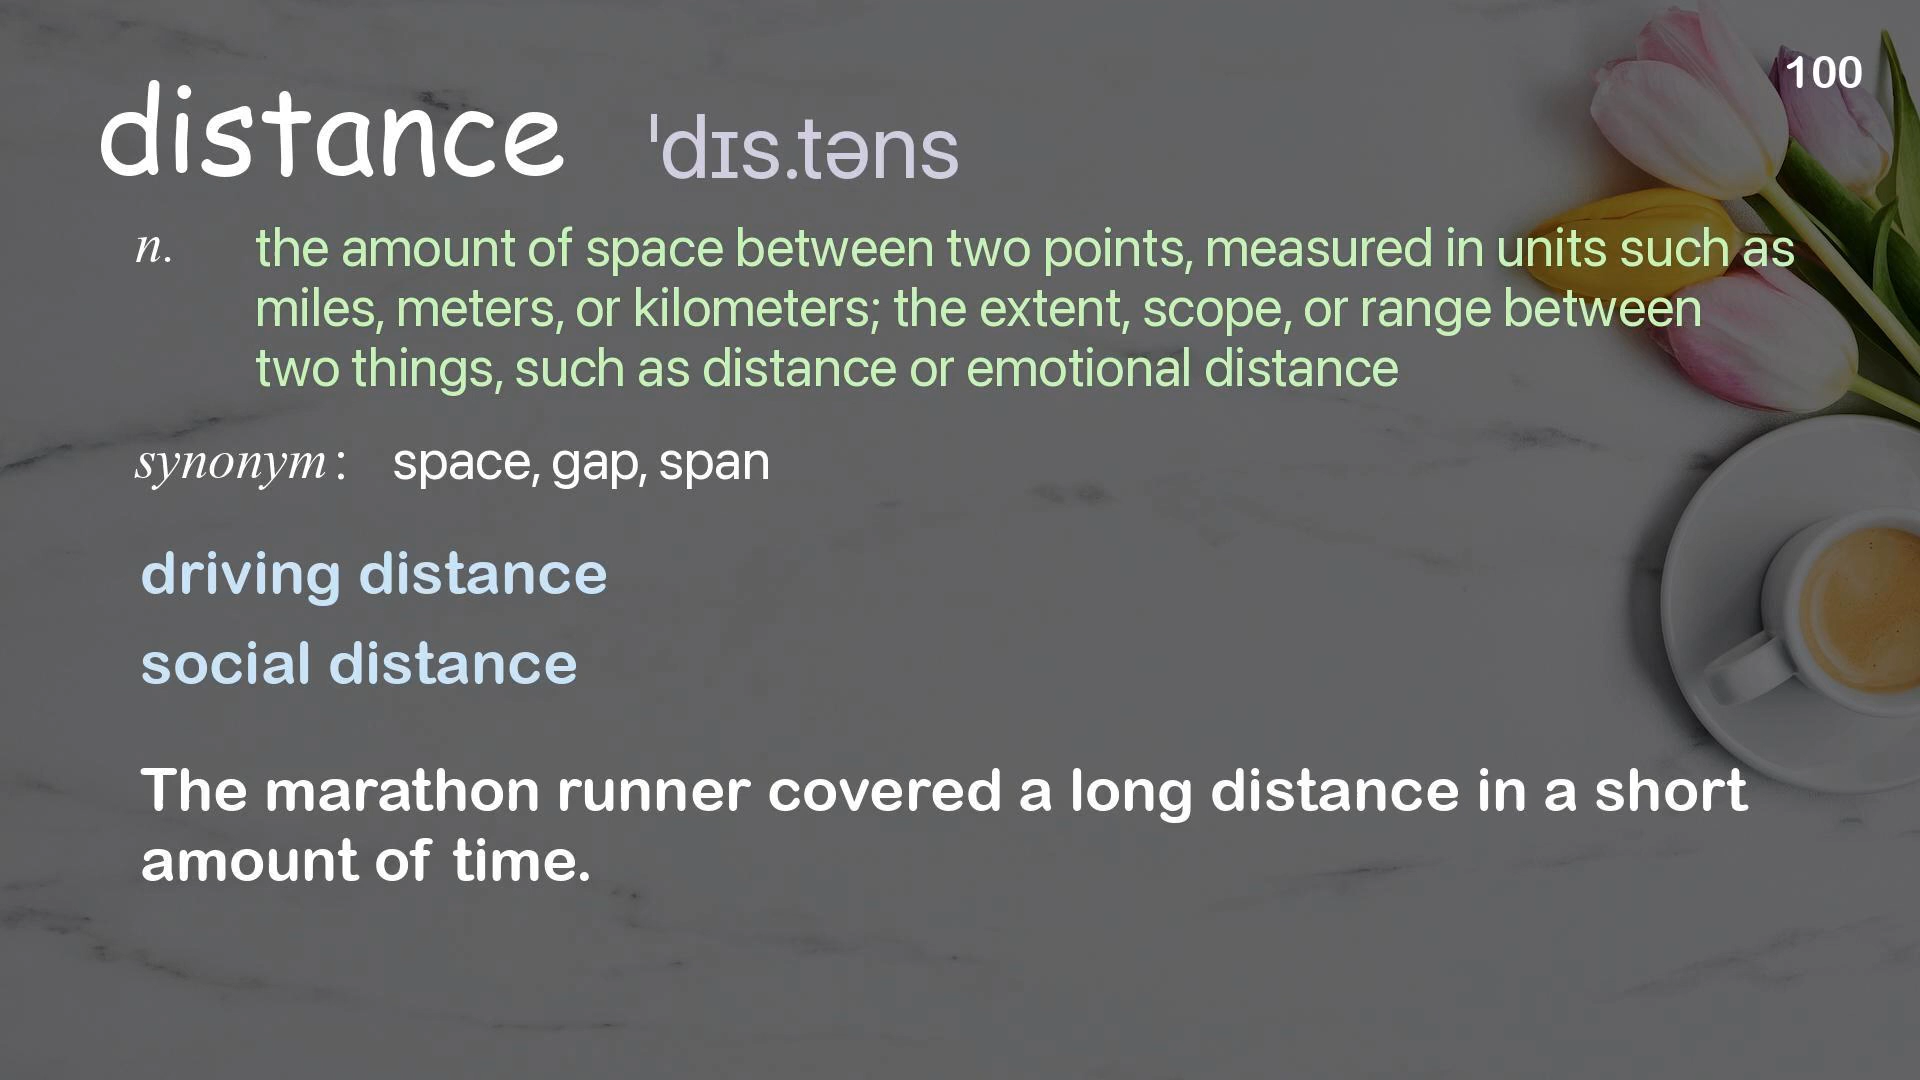 100
distance ˈdɪs.təns
n. the amount of space between two points, measured in units such as
miles, meters, or kilometers; the extent, scope, or range between
two things, such as distance or emotional distance
synonym: space, gap, span
driving distance
social distance
The marathon runner covered a long distance in a short
amount of time.